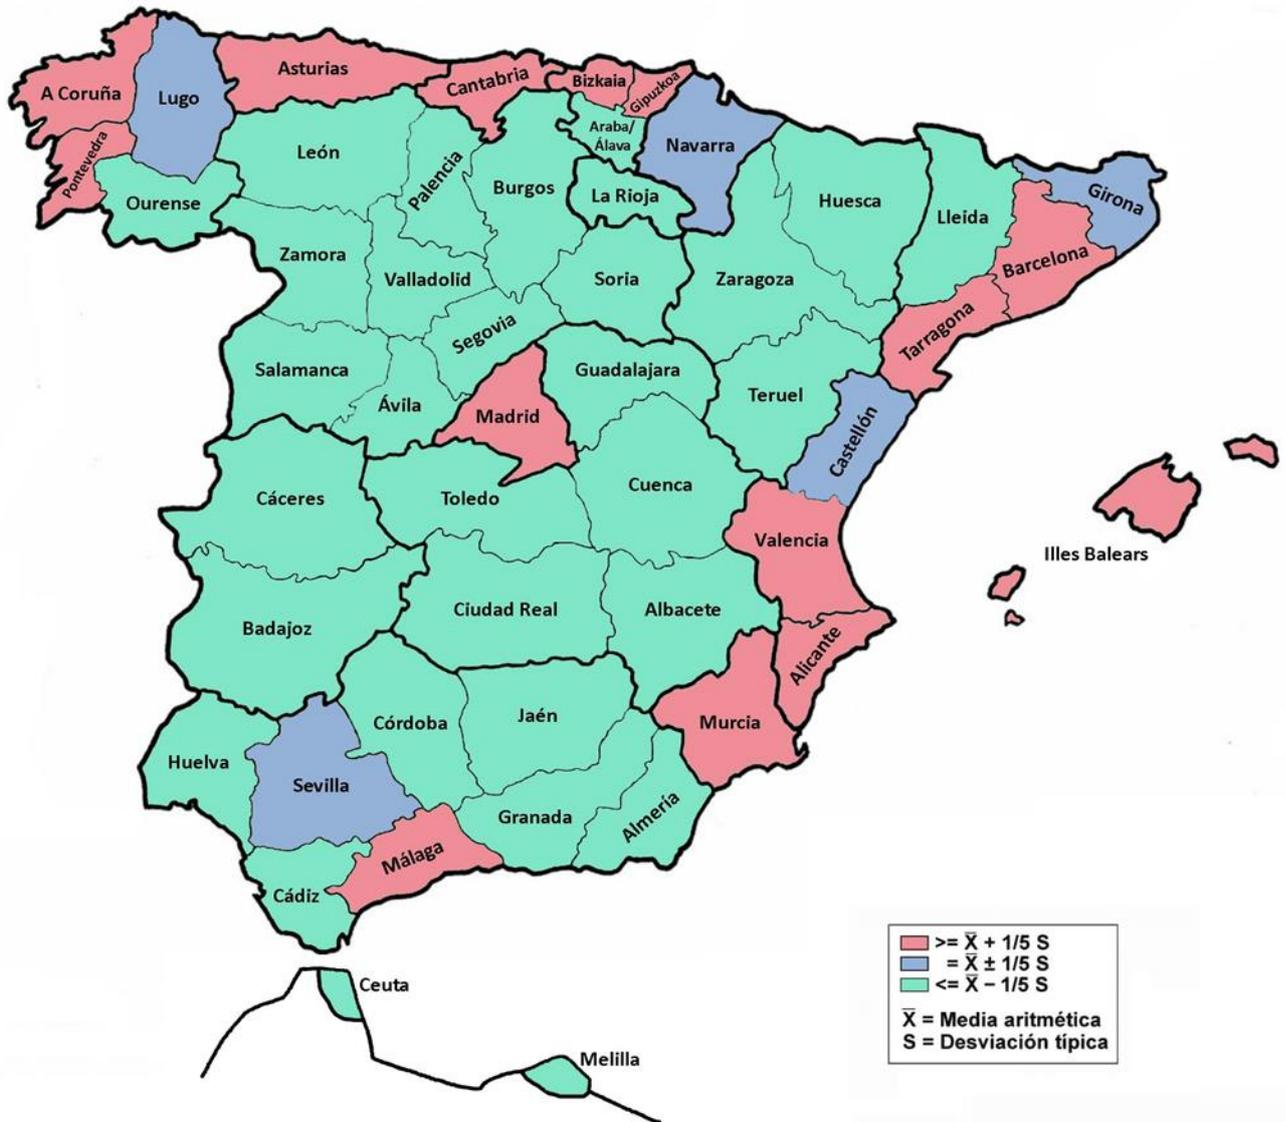 A Coruña
Lugo
Asturias
Cantabria
Bizkaia
Gipuzkoa
Pontevedra
Ourense
León
Palencia
Burgos
Araba/
Álava
Navarra
La Rioja
Huesca
Lleida
Girona
Barcelona
Tarragona
Zamora
Valladolid
Soria
Zaragoza
Segovia
Salamanca
Ávila
Madrid
Guadalajara
Teruel
Castellón
Cáceres
Toledo
Cuenca
Valencia
Illes Balears
Badajoz
Ciudad Real
Albacete
Alicante
Murcia
Huelva
Sevilla
Córdoba
Jaén
Granada
Almería
Málaga
Cádiz
Ceuta
Melilla
>= X̅ + 1/5 S
= X̅ ± 1/5 S
<= X̅ – 1/5 S
X̅ = Media aritmética
S = Desviación típica